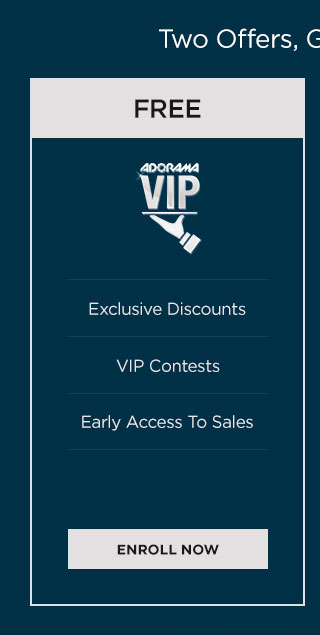 Two Offers, G
FREE
ADORAMA
VIP
Exclusive Discounts
VIP Contests
Early Access To Sales
ENROLL NOW